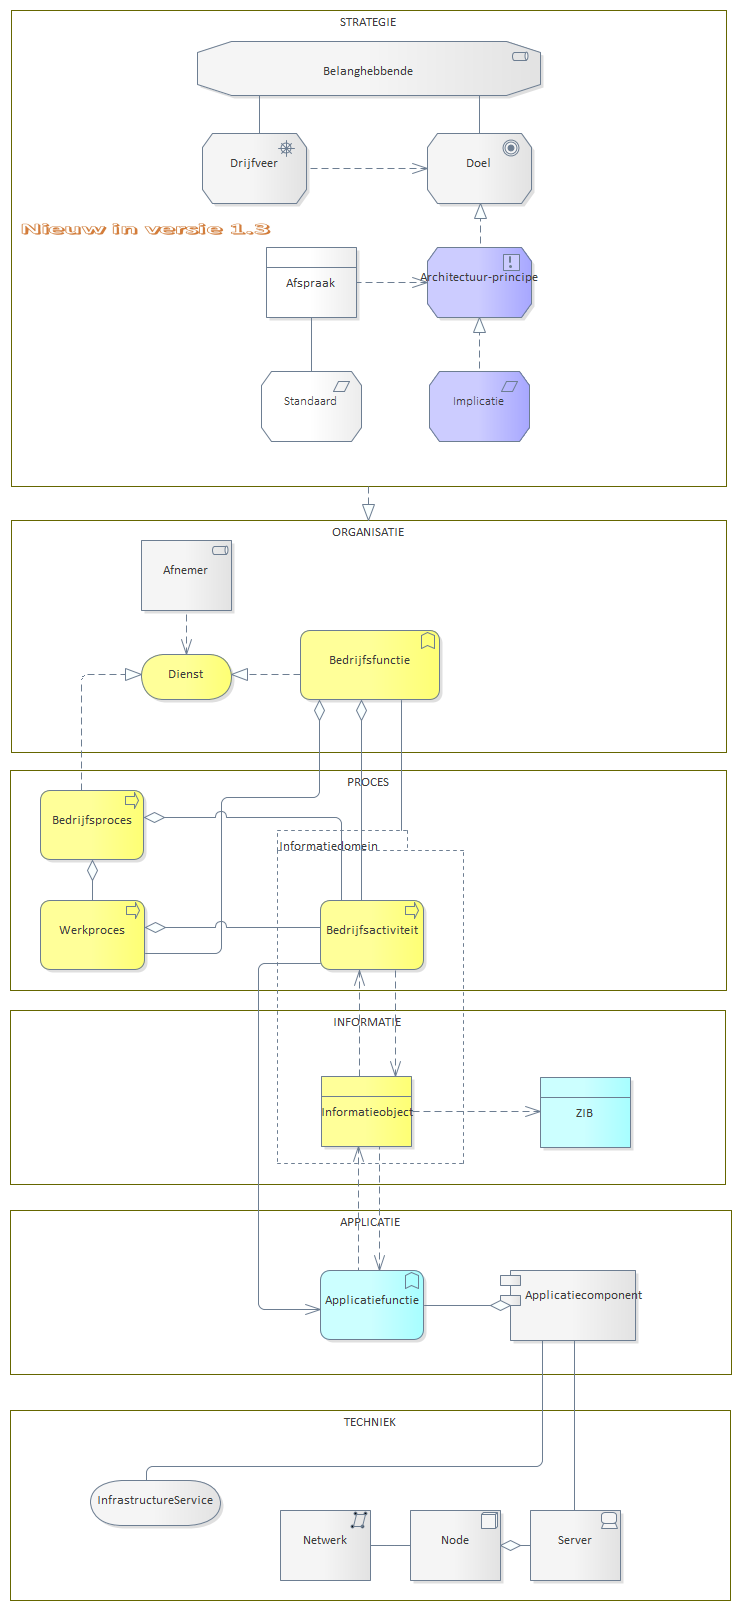 STRATEGIE
Belanghebbende
Drijfveer
Doel
Nieuw in versie 1.3
Afspraak
Architectuur-principe
Standaard
Implicatie
ORGANISATIE
Afnemer
Dienst
Bedrijfsfunctie
PROCES
Bedrijfsproces
Informatiedomein
Werkproces
Bedrijfsactiviteit
INFORMATIE
Informatieobject
ZIB
APPLICATIE
Applicatiefunctie
Applicatiecomponent
TECHNIEK
InfrastructureService
Netwerk
Node
Server